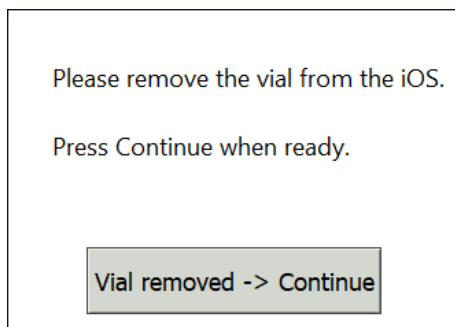 Please remove the vial from the iOS.
Press Continue when ready.
Vial removed -> Continue